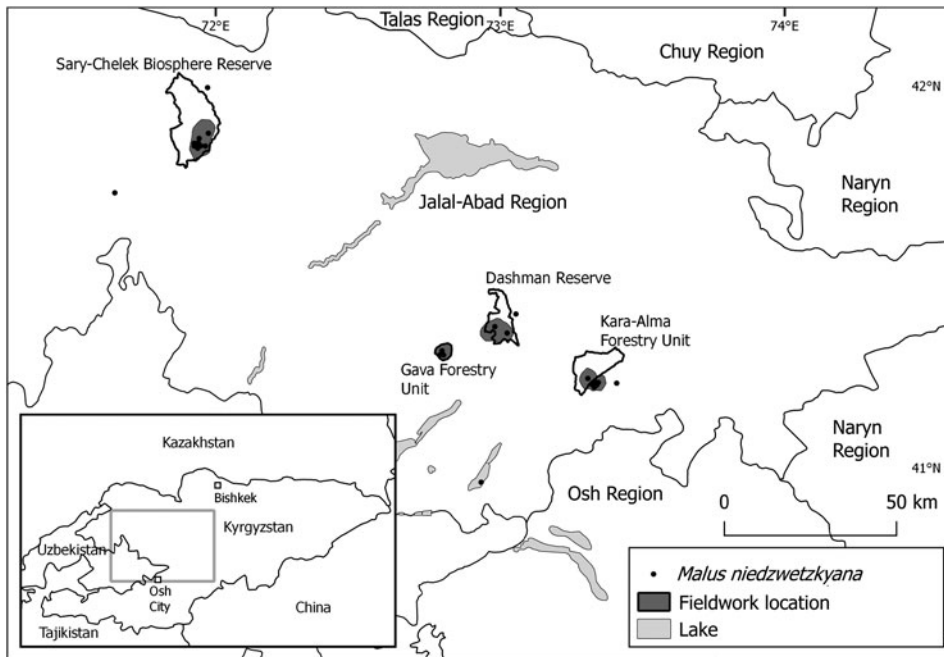 72°E
73°E
74°E
Talas Region
Chuy Region
Sary-Chelek Biosphere Reserve
42°N
Naryn
Region
Jalal-Abad Region
Dashman Reserve
Kara-Alma
Forestry Unit
Gava Forestry
Unit
Naryn
Region
41°N
Osh Region
0
50 km
Kazakhstan
Bishkek
Kyrgyzstan
Uzbekistan
Osh
City
China
Tajikistan
Malus niedzwetzkyana
Fieldwork location
Lake